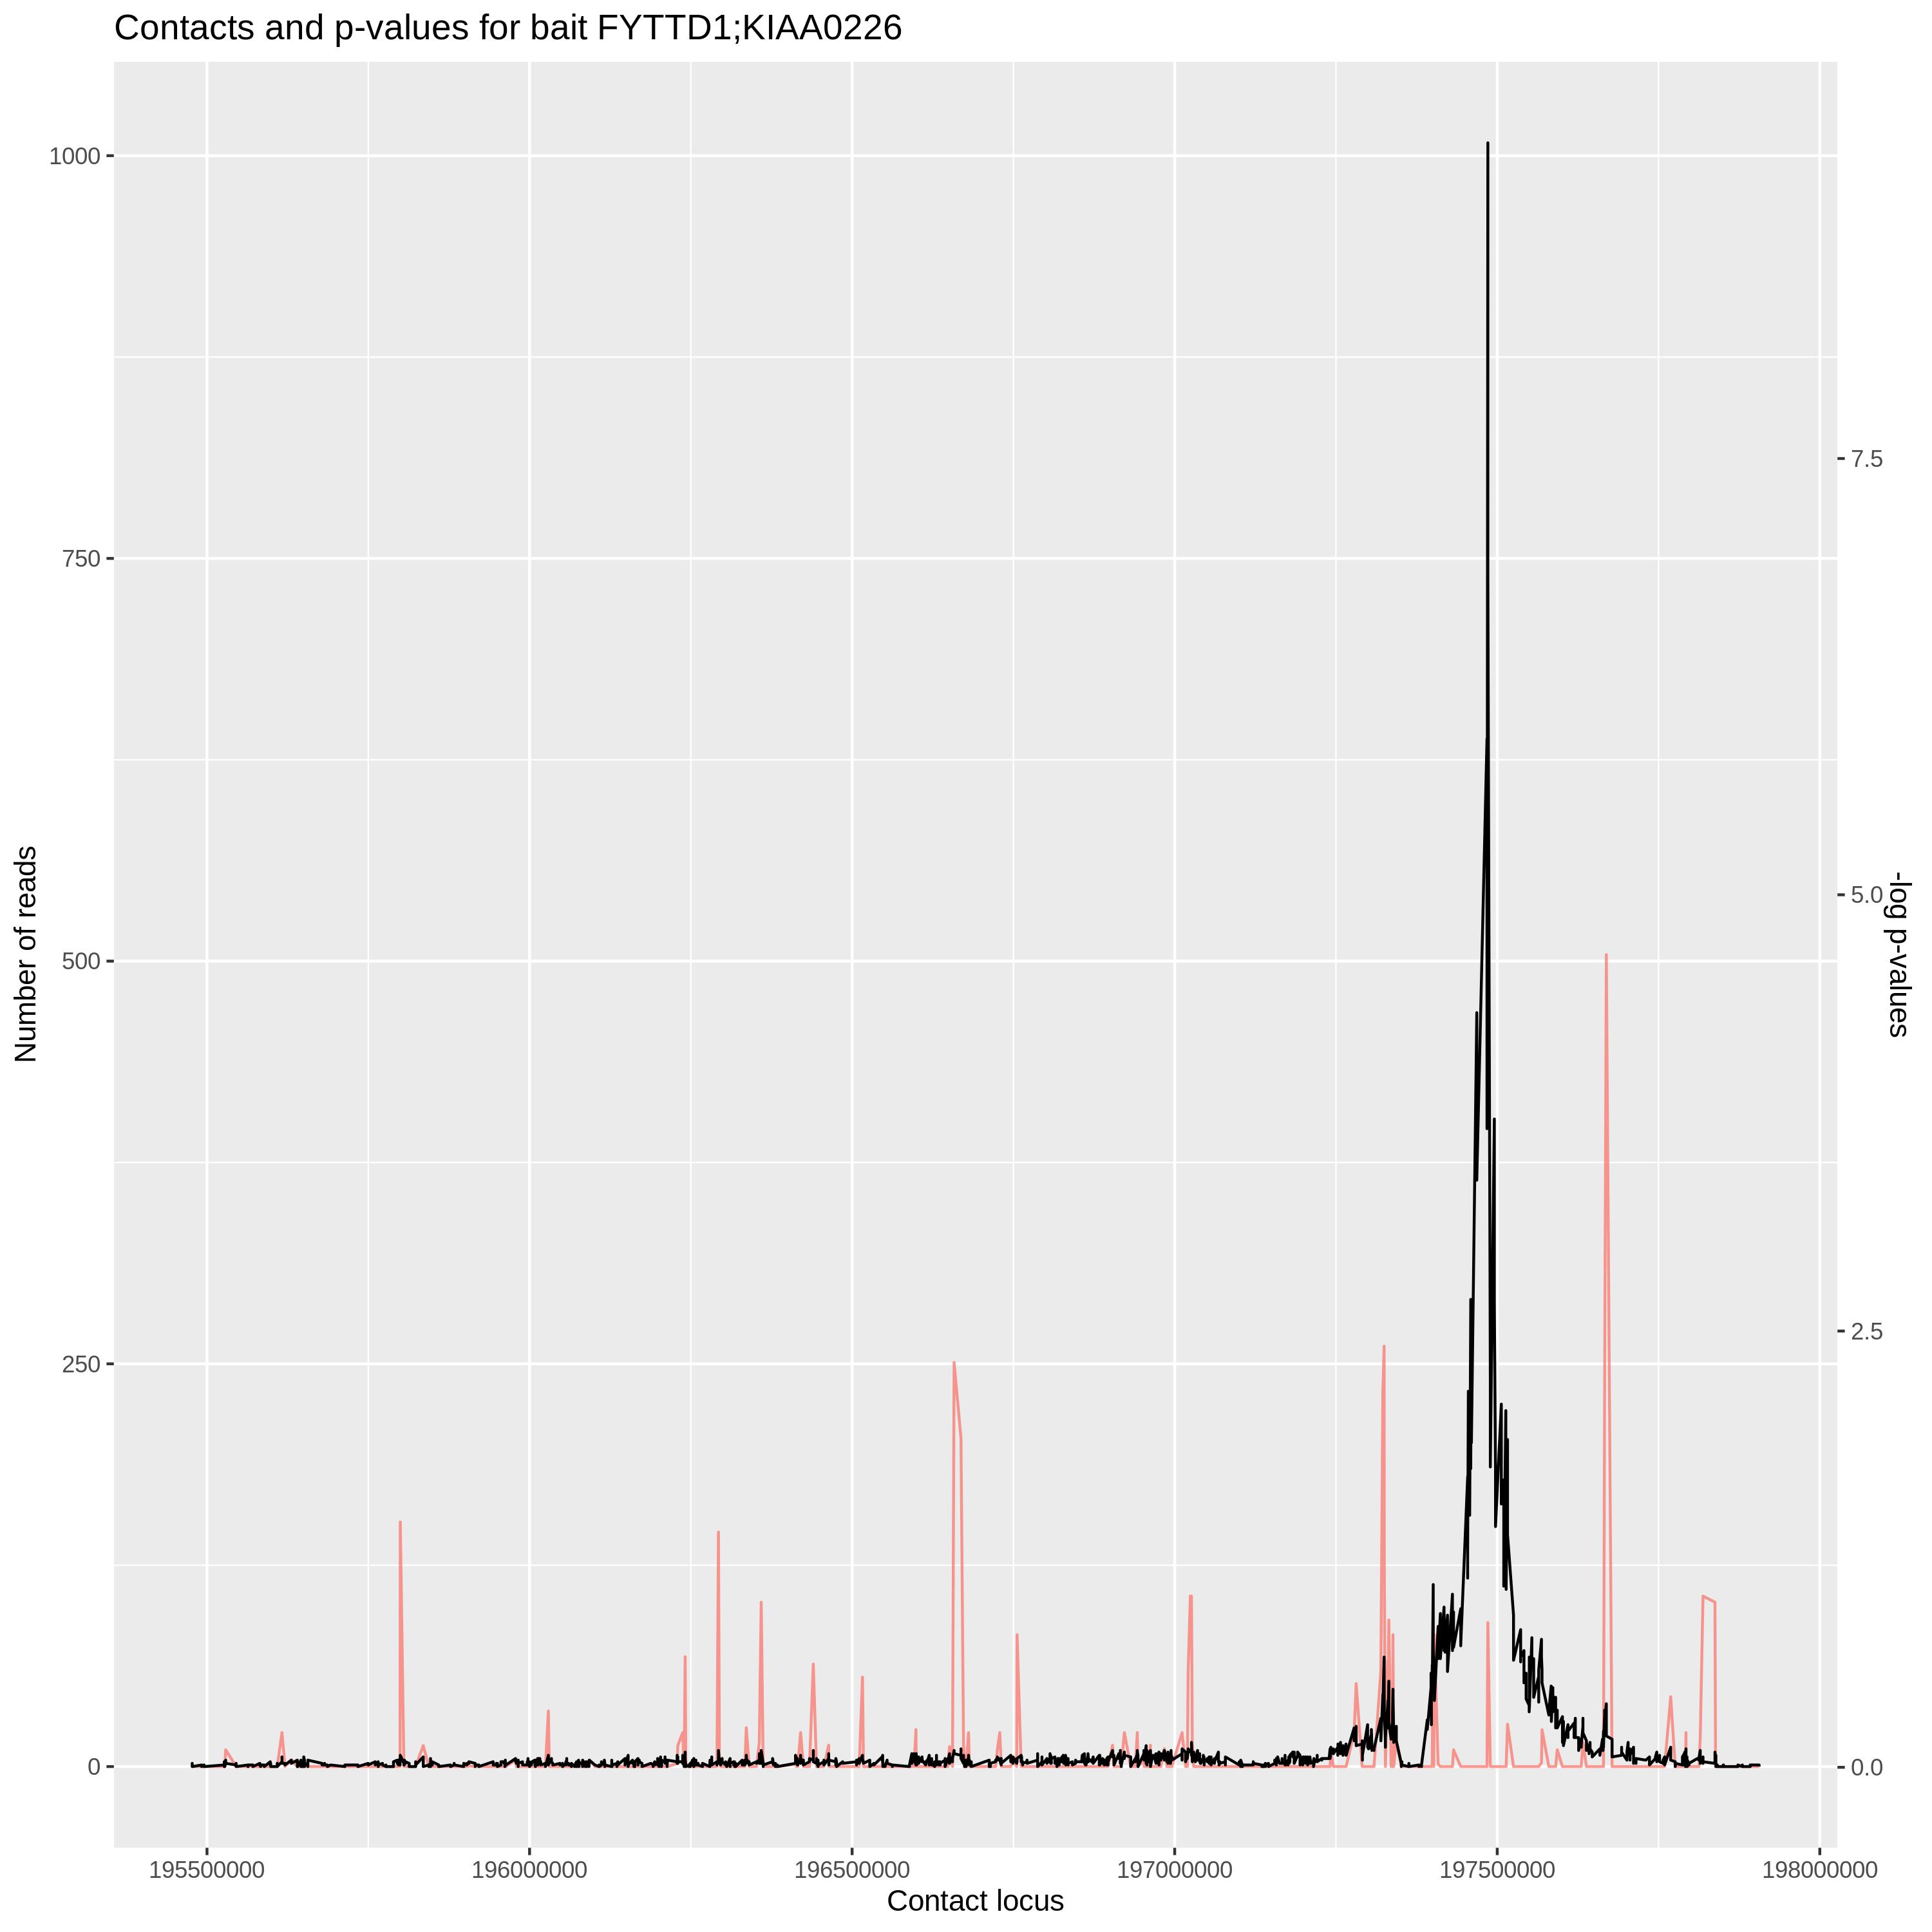 Contacts and p-values for bait FYTTD1;KIAA0226
1000
750
500
250
0
Number of reads
7.5
5.0
2.5
0.0
-log p-values
195500000 196000000 196500000 197000000 197500000 198000000
Contact locus